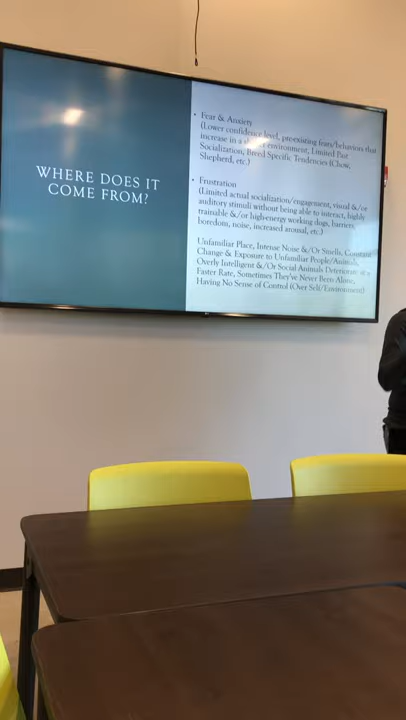 WHERE DOES IT
COME FROM?
• Fear & Anxiety
(Lower confidence level, pre-existing fears/behaviors that
increase in a environment, Limited Past
Socialization, Breed Specific Tendencies (Chow,
Shepherd, etc.)
• Frustration
(Limited actual socialization/engagement, visual &/or
auditory stimuli without being able to interact, highly
trainable &/or high-energy working dogs, barriers,
boredom, noise, increased arousal, etc.)
Unfamiliar Place, Intense Noise &/Or Smells, Constant
Change & Exposure to Unfamiliar People/Animals,
Overly Intelligent &/Or Social Animals Deteriorate at a
Faster Rate, Sometimes They've Never Been Alone,
Having No Sense of Control (Over Self/Environment)